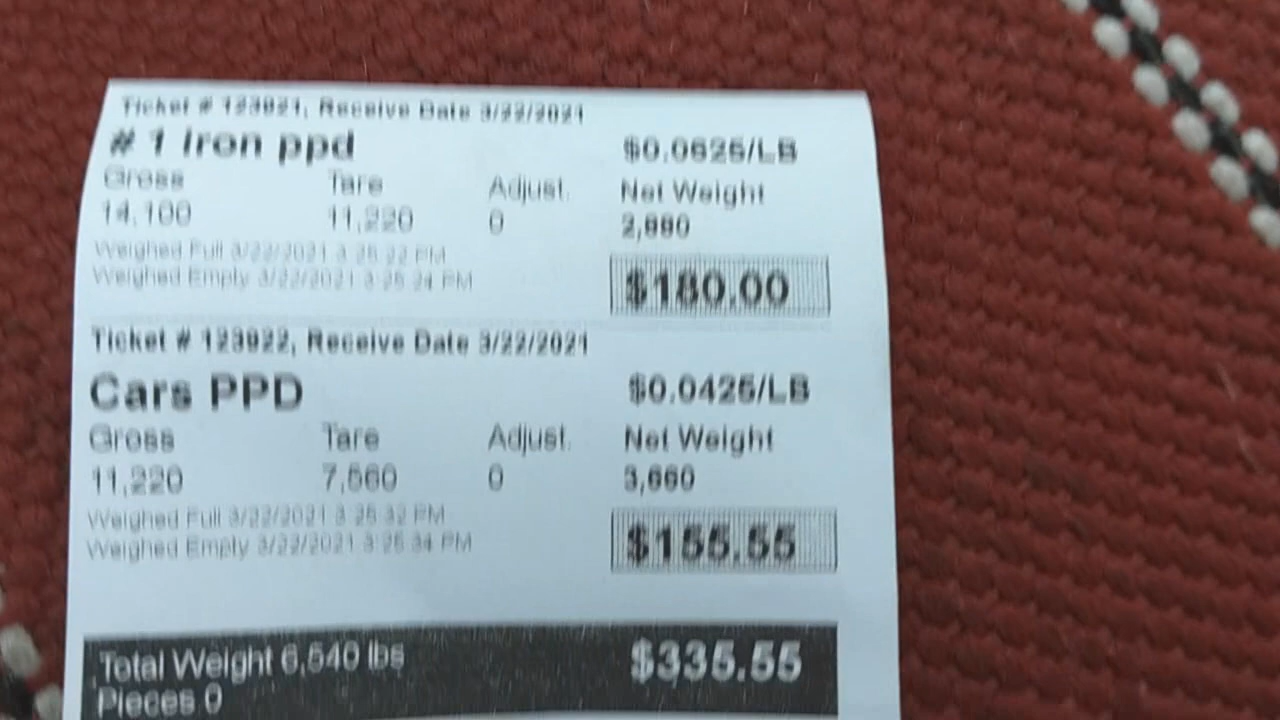 Ticket # 123921, Receive Date 3/22/2021
# 1 Iron ppd $0.0625/LB
Gross Tare Adjust. Net Weight
14,100 11,220 0 2,880
Weighed Full 3/22/2021 3:25:22 PM
Weighed Empty 3/22/2021 3:25:24 PM
$180.00
Ticket # 123922, Receive Date 3/22/2021
Cars PPD $0.0425/LB
Gross Tare Adjust. Net Weight
11,220 7,560 0 3,660
Weighed Full 3/22/2021 3:25:32 PM
Weighed Empty 3/22/2021 3:25:34 PM
$155.55
Total Weight 6,540 lbs $335.55
Pieces 0